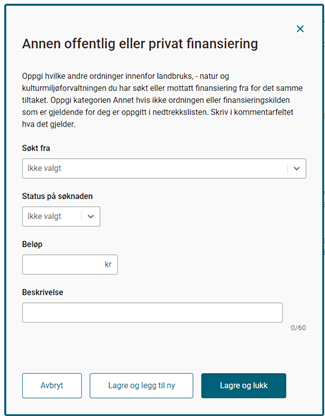 Annen offentlig eller privat finansiering
Oppgi hvilke andre ordninger innenfor landbruks, - natur og
kulturmiljøforvaltningen du har søkt eller mottatt finansiering fra for det samme
tiltaket. Oppgi kategorien Annet hvis ikke ordningen eller finansieringskilden
som er gjeldende for deg er oppgitt i nedtrekkslisten. Skriv i kommentarfeltet
hva det gjelder.
Søkt fra
Ikke valgt
Status på søknaden
Ikke valgt
Beløp
kr
Beskrivelse
0/60
Avbryt
Lagre og legg til ny
Lagre og lukk